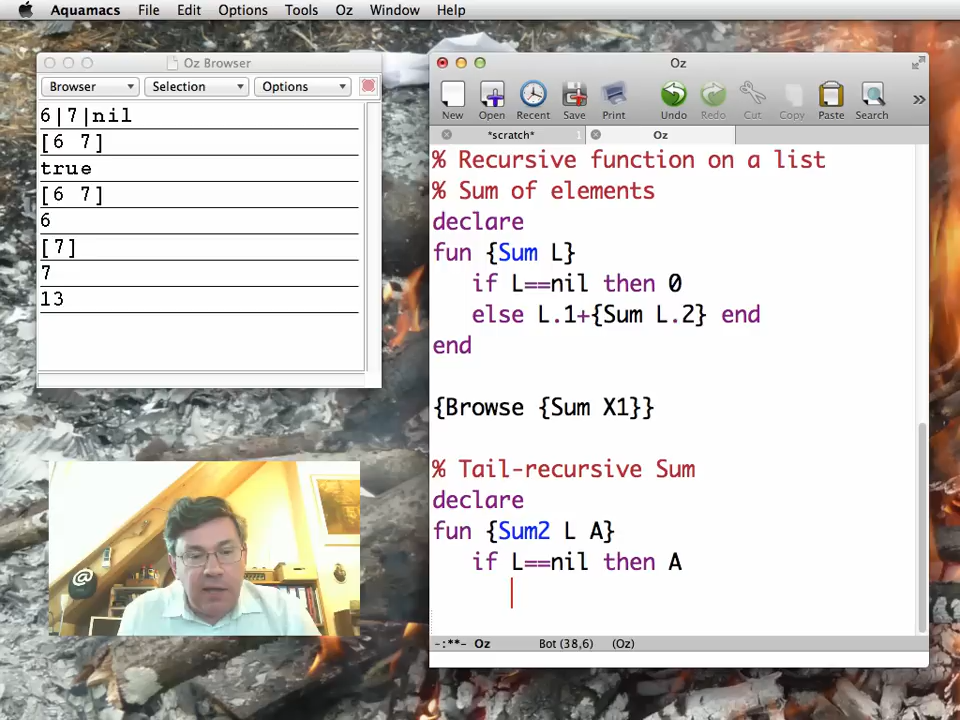 Aquamacs File Edit Options Tools Oz Window Help
Oz Browser
Browser Selection Options
6|7|nil
[6 7]
true
[6 7]
6
[7]
7
13
Oz
New Open Recent Save Print Undo Redo Cut Copy Paste Search »
*scratch* 1 Oz
% Recursive function on a list
% Sum of elements
declare
fun {Sum L}
if L==nil then 0
else L.1+{Sum L.2} end
end
{Browse {Sum X1}}
% Tail-recursive Sum
declare
fun {Sum2 L A}
if L==nil then A
-:**- Oz Bot (38,6) (Oz)
@